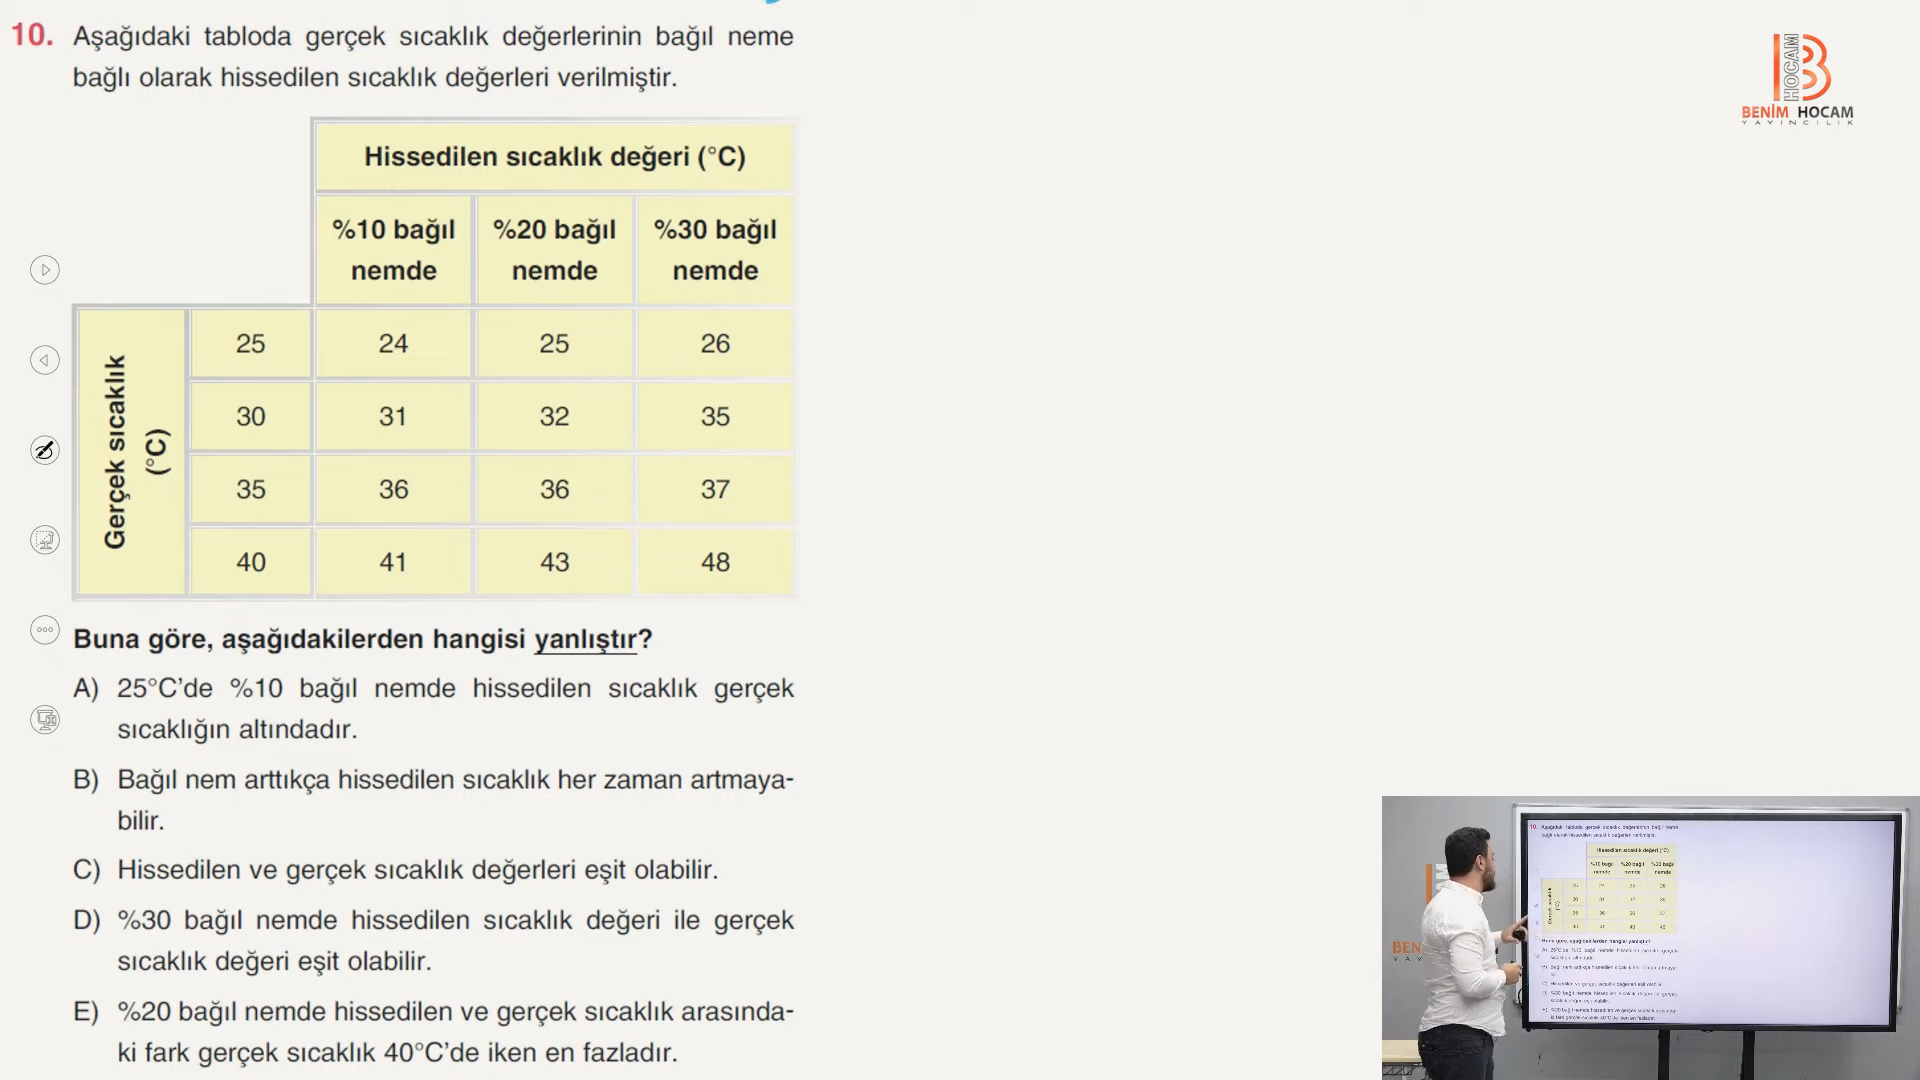 10. Aşağıdaki tabloda gerçek sıcaklık değerlerinin bağıl neme
bağlı olarak hissedilen sıcaklık değerleri verilmiştir.
HOCAM
BENİM HOCAM
YAYINCILIK
Hissedilen sıcaklık değeri (°C)
%10 bağıl nemde %20 bağıl nemde %30 bağıl nemde
Gerçek sıcaklık (°C)
25 24 25 26
30 31 32 35
35 36 36 37
40 41 43 48
Buna göre, aşağıdakilerden hangisi yanlıştır?
A) 25°C'de %10 bağıl nemde hissedilen sıcaklık gerçek
sıcaklığın altındadır.
B) Bağıl nem arttıkça hissedilen sıcaklık her zaman artmaya-
bilir.
C) Hissedilen ve gerçek sıcaklık değerleri eşit olabilir.
D) %30 bağıl nemde hissedilen sıcaklık değeri ile gerçek
sıcaklık değeri eşit olabilir.
E) %20 bağıl nemde hissedilen ve gerçek sıcaklık arasında-
ki fark gerçek sıcaklık 40°C'de iken en fazladır.